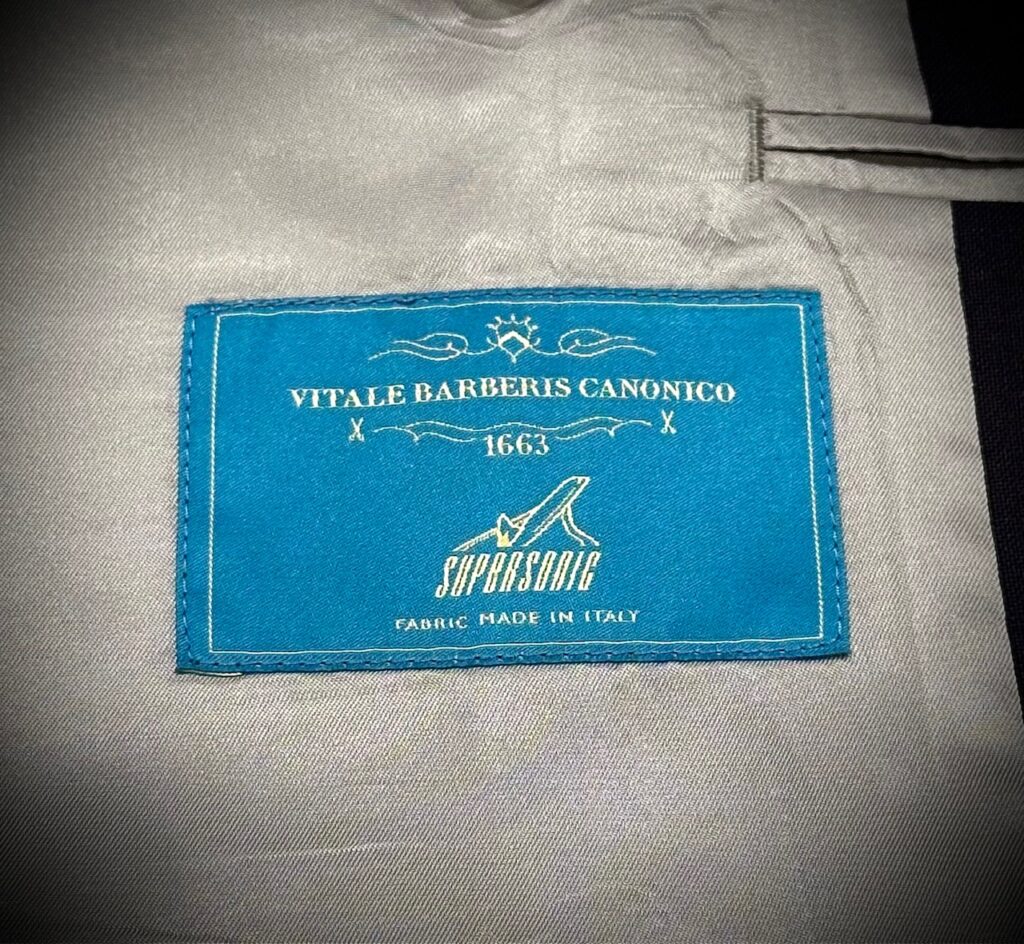 VITALE BARBERIS CANONICO
1663
SUPERSONIC
FABRIC MADE IN ITALY